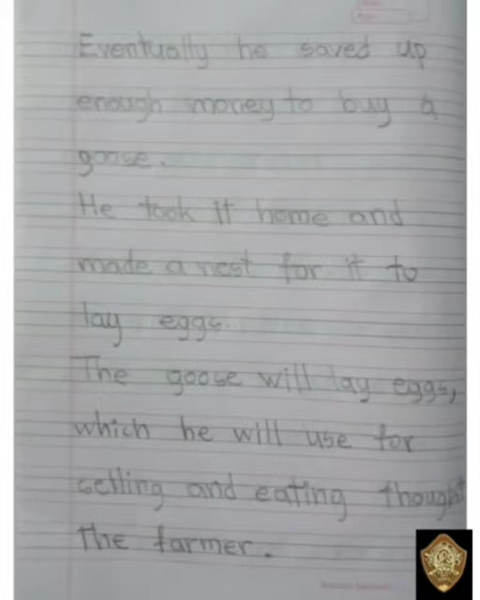 Eventually he saved up
enough money to buy a
goose.
He took it home and
made a nest for it to
lay eggs.
The goose will lay eggs,
which he will use for
selling and eating thought
the farmer.